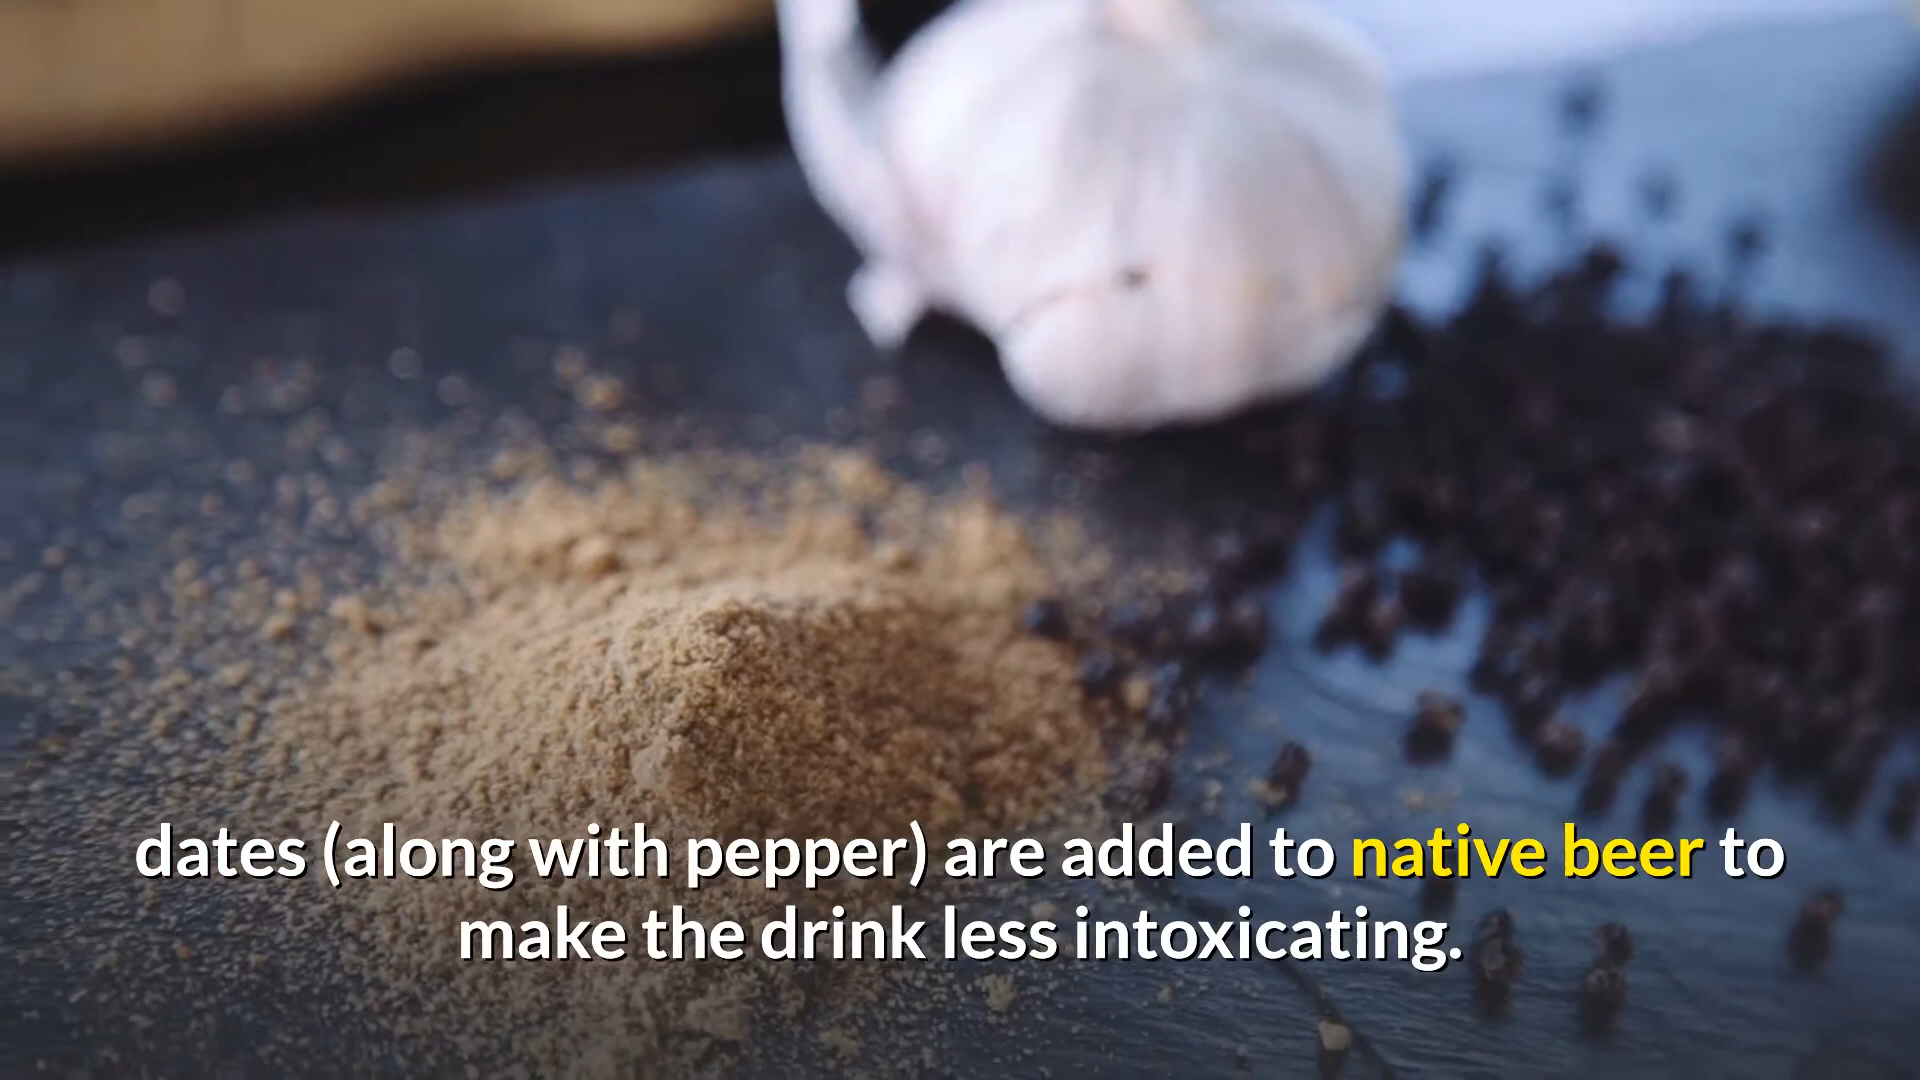 dates (along with pepper) are added to native beer to
make the drink less intoxicating.